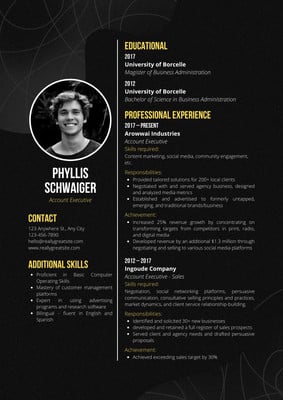 PHYLLIS
SCHWAIGER
Account Executive
CONTACT
123 Anywhere St., Any City
123-456-7890
hello@reallygreatsite.com
www.reallygreatsite.com
ADDITIONAL SKILLS
Proficient in Basic Computer
Operating Skills
Mastery of customer management
platforms
Expert in using advertising
programs and research software
Bilingual - fluent in English and
Spanish
EDUCATIONAL
2017
University of Borcelle
Magister of Business Administration
2012
University of Borcelle
Bachelor of Science in Business Administration
PROFESSIONAL EXPERIENCE
2017 – PRESENT
Arowwai Industries
Account Executive
Skills required:
Content marketing, social media, community engagement,
etc.
Responsibilities:
Provided tailored solutions for 200+ local clients
Negotiated with and served agency business, designed
and analyzed media metrics
Established and advertised to formerly untapped,
emerging, and traditional brands/business
Achievement:
Increased 25% revenue growth by concentrating on
transforming targets from competitors in print, radio,
and digital media
Developed revenue by an additional $1.3 million through
negotiating and selling to various social media platforms
2012 – 2017
Ingoude Company
Account Executive - Sales
Skills required:
Negotiation, social networking platforms, persuasive
communicator, consultative selling principles and practices,
market dynamics, and client service relationship-building.
Responsibilities:
Identified and solicited 30+ new businesses
developed and retained a full register of sales prospects
Served client and agency needs and drafted persuasive
proposals.
Achievement:
Achieved exceeding sales target by 30%